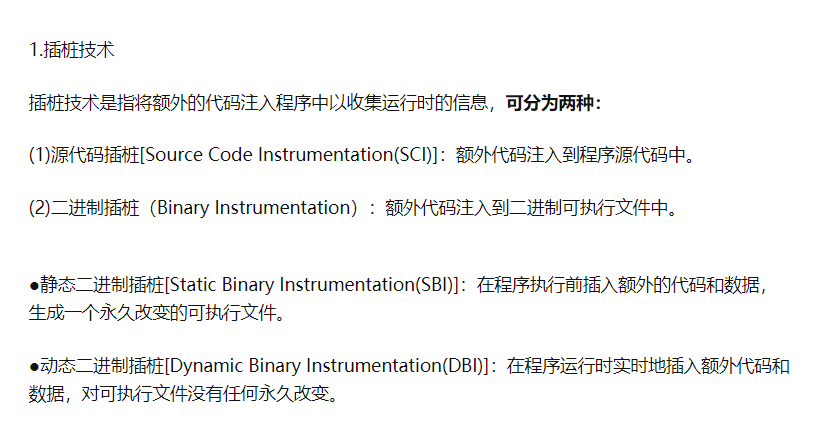 1.插桩技术
插桩技术是指将额外的代码注入程序中以收集运行时的信息，可分为两种：
(1)源代码插桩[Source Code Instrumentation(SCI)]：额外代码注入到程序源代码中。
(2)二进制插桩（Binary Instrumentation）：额外代码注入到二进制可执行文件中。
●静态二进制插桩[Static Binary Instrumentation(SBI)]：在程序执行前插入额外的代码和数据，
生成一个永久改变的可执行文件。
●动态二进制插桩[Dynamic Binary Instrumentation(DBI)]：在程序运行时实时地插入额外代码和
数据，对可执行文件没有任何永久改变。